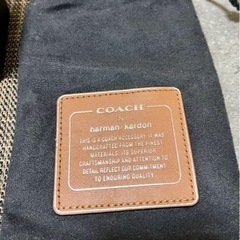 COACH
harman/kardon
THIS IS A COACH ACCESSORY. IT WAS
HANDCRAFTED FROM THE FINEST
MATERIALS; ITS SUPERIOR
CRAFTSMANSHIP AND ATTENTION TO
DETAIL REFLECT OUR COMMITMENT
TO ENDURING QUALITY.